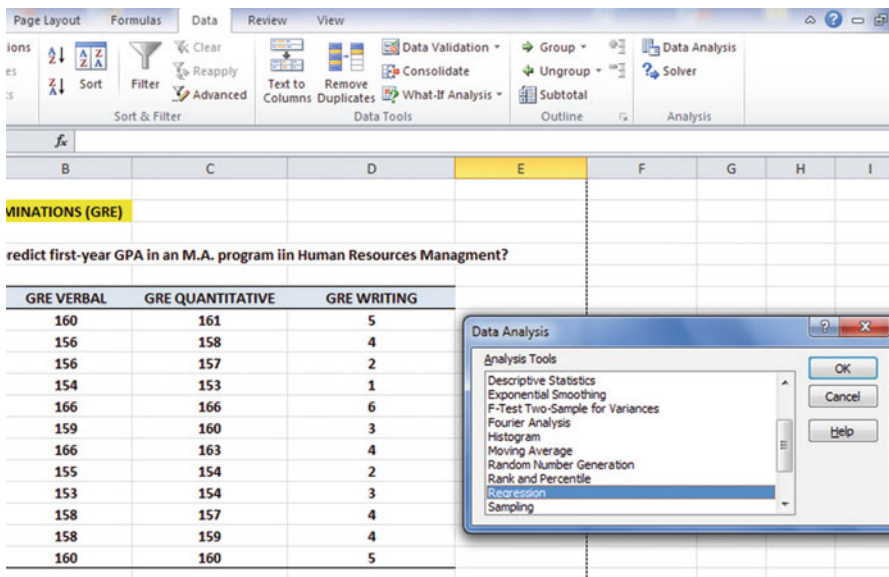 Page Layout Formulas Data Review View
ions Clear Data Validation Group Data Analysis
es Sort Filter Reapply Text to Columns Remove Duplicates Consolidate Ungroup Solver
ts Advanced What-If Analysis Subtotal
Sort & Filter Data Tools Outline Analysis
fx
B C D E F G H I
MINATIONS (GRE)
redict first-year GPA in an M.A. program iin Human Resources Managment?
GRE VERBAL GRE QUANTITATIVE GRE WRITING
160 161 5
156 158 4
156 157 2
154 153 1
166 166 6
159 160 3
166 163 4
155 154 2
153 154 3
158 157 4
158 159 4
160 160 5
Data Analysis
Analysis Tools
Descriptive Statistics
Exponential Smoothing
F-Test Two-Sample for Variances
Fourier Analysis
Histogram
Moving Average
Random Number Generation
Rank and Percentile
Regression
Sampling
OK
Cancel
Help